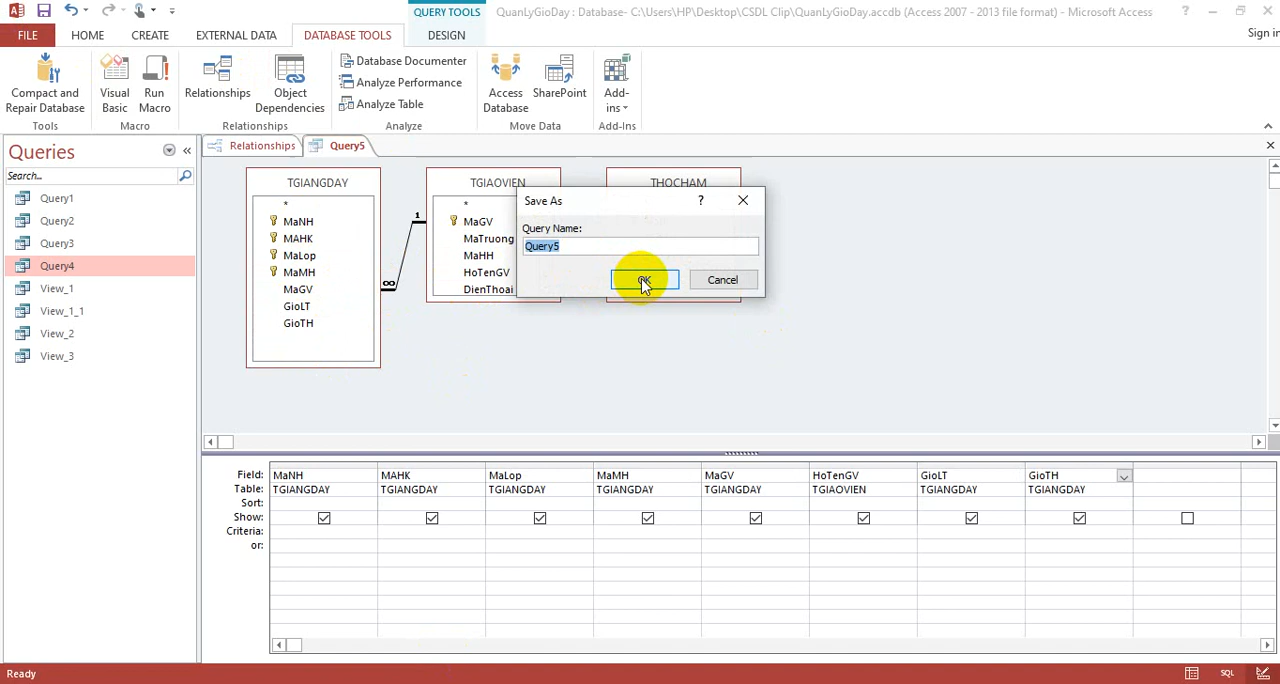 QUERY TOOLS
QuanLyGioDay : Database- C:\Users\HP\Desktop\CSDL Clip\QuanLyGioDay.accdb (Access 2007 - 2013 file format) - Microsoft Access
?
FILE HOME CREATE EXTERNAL DATA DATABASE TOOLS DESIGN
Sign in
Compact and Repair Database
Visual Basic
Run Macro
Relationships
Object Dependencies
Database Documenter
Analyze Performance
Analyze Table
Access Database
SharePoint
Add-ins
Tools Macro Relationships Analyze Move Data Add-Ins
Queries
Search...
Query1
Query2
Query3
Query4
View_1
View_1_1
View_2
View_3
Relationships Query5
TGIANGDAY
*
MaNH
MAHK
MaLop
MaMH
MaGV
GioLT
GioTH
∞
1
TGIAOVIEN
*
MaGV
MaTruong
MaHH
HoTenGV
DienThoai
THOCHAM
Save As
?
Query Name:
Query5
OK Cancel
Field: MaNH MAHK MaLop MaMH MaGV HoTenGV GioLT GioTH
Table: TGIANGDAY TGIANGDAY TGIANGDAY TGIANGDAY TGIANGDAY TGIAOVIEN TGIANGDAY TGIANGDAY
Sort:
Show:
Criteria:
or:
Ready
SQL